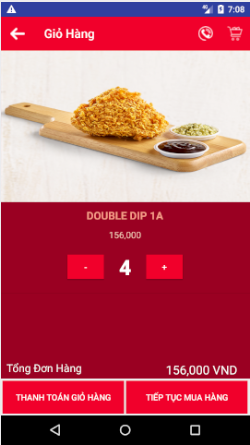 7:08
Giỏ Hàng
DOUBLE DIP 1A
156,000
- 4 +
Tổng Đơn Hàng 156,000 VND
THANH TOÁN GIỎ HÀNG TIẾP TỤC MUA HÀNG